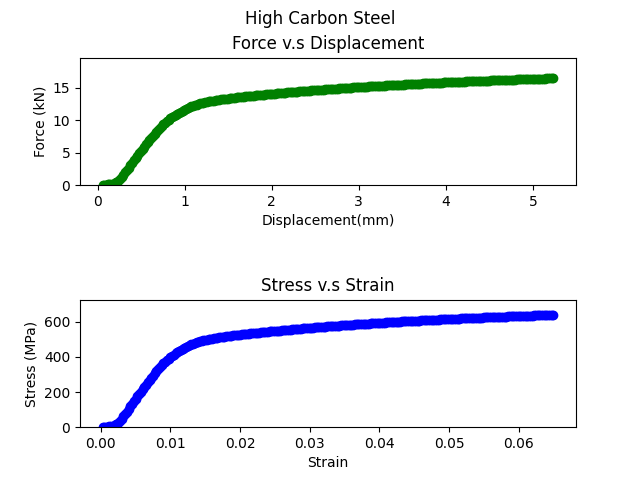 High Carbon Steel
Force v.s Displacement
Force (kN)
15
10
5
0
0 1 2 3 4 5
Displacement(mm)
Stress v.s Strain
Stress (MPa)
600
400
200
0
0.00 0.01 0.02 0.03 0.04 0.05 0.06
Strain